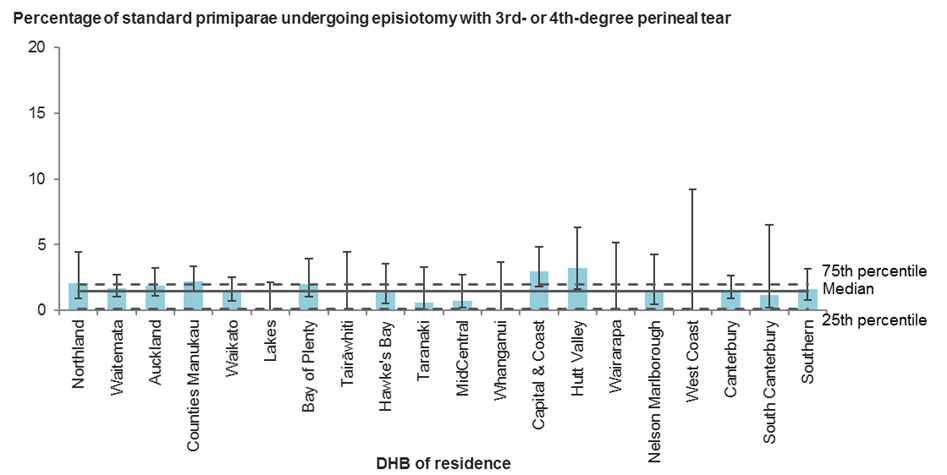 Percentage of standard primiparae undergoing episiotomy with 3rd- or 4th-degree perineal tear
20
15
10
5
0
75th percentile
Median
25th percentile
Northland
Waitemata
Auckland
Counties Manukau
Waikato
Lakes
Bay of Plenty
Tairāwhiti
Hawke's Bay
Taranaki
MidCentral
Whanganui
Capital & Coast
Hutt Valley
Wairarapa
Nelson Marlborough
West Coast
Canterbury
South Canterbury
Southern
DHB of residence